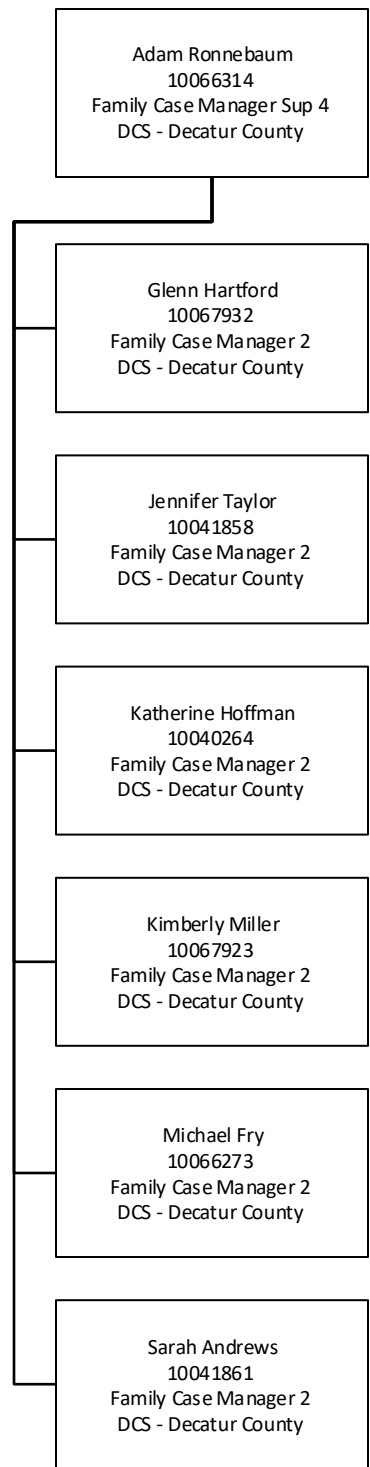 Adam Ronnebaum
10066314
Family Case Manager Sup 4
DCS - Decatur County
Glenn Hartford
10067932
Family Case Manager 2
DCS - Decatur County
Jennifer Taylor
10041858
Family Case Manager 2
DCS - Decatur County
Katherine Hoffman
10040264
Family Case Manager 2
DCS - Decatur County
Kimberly Miller
10067923
Family Case Manager 2
DCS - Decatur County
Michael Fry
10066273
Family Case Manager 2
DCS - Decatur County
Sarah Andrews
10041861
Family Case Manager 2
DCS - Decatur County